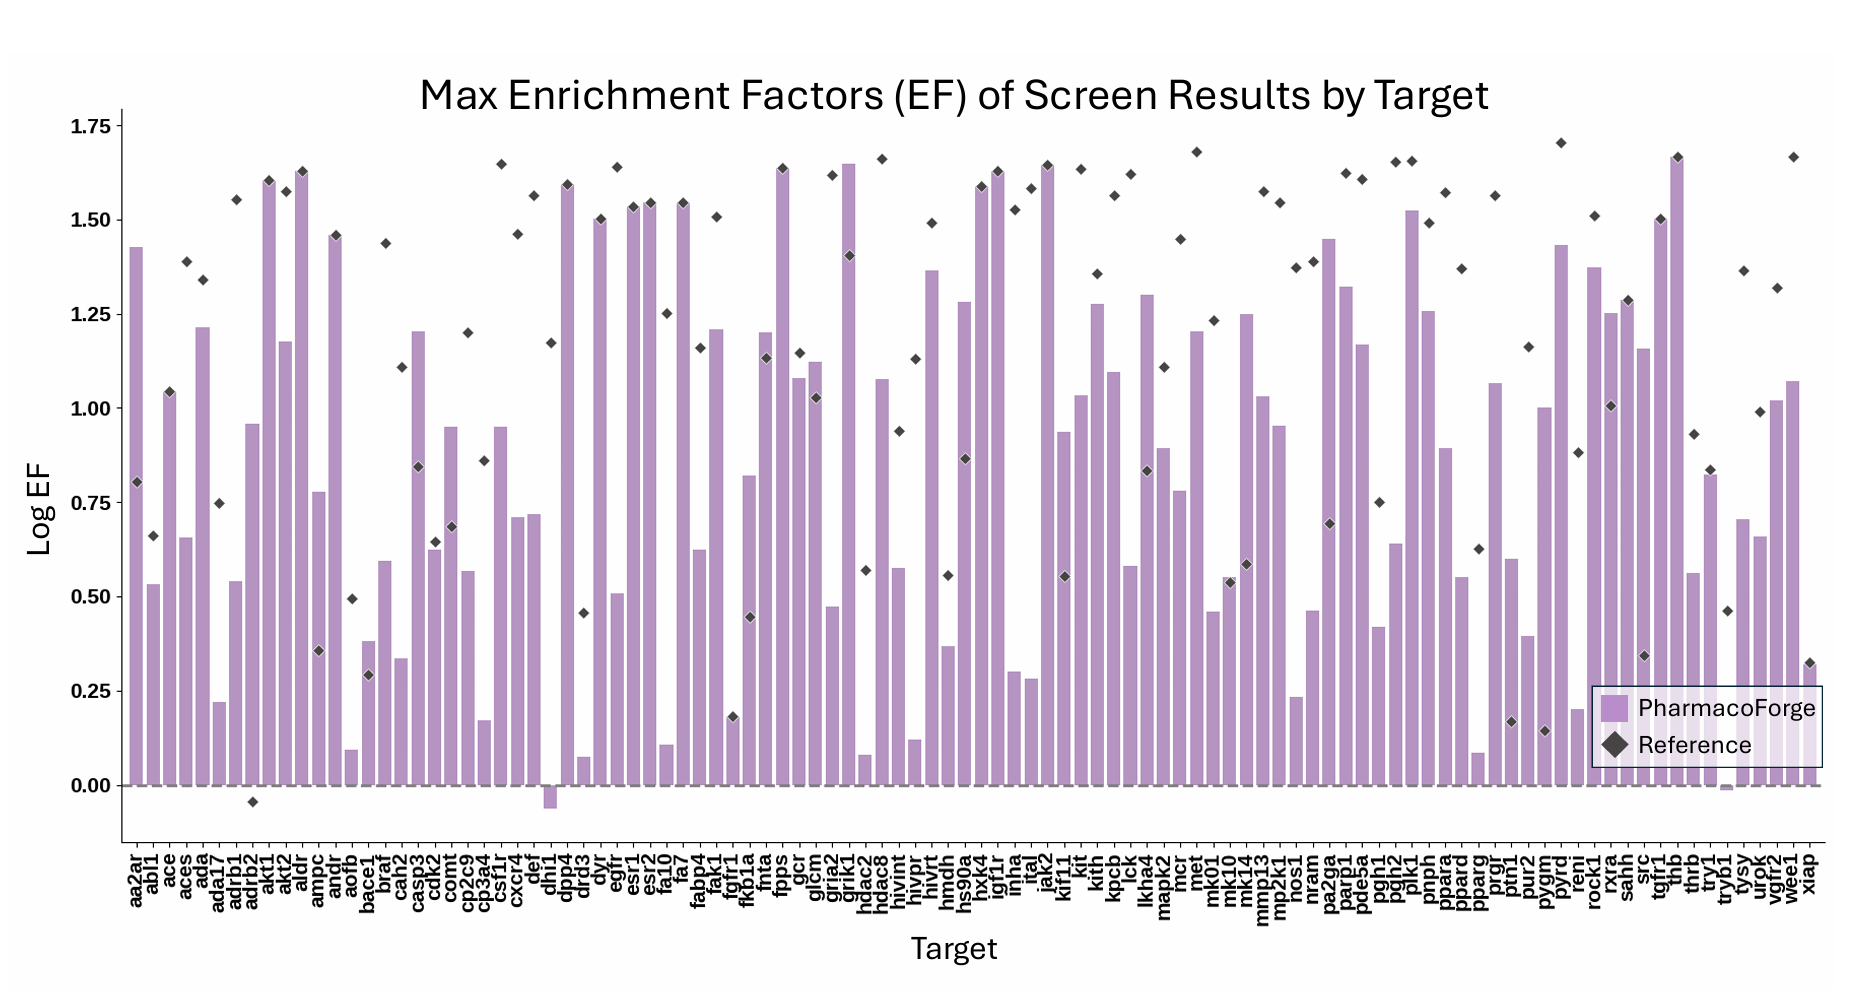 Max Enrichment Factors (EF) of Screen Results by Target
Log EF
1.75
1.50
1.25
1.00
0.75
0.50
0.25
0.00
PharmacoForge
Reference
aa2ar
abl1
ace
aces
ada
ada17
adrb1
adrb2
akt1
akt2
aldr
ampc
andr
aofb
bace1
braf
cah2
casp3
cdk2
comt
cp2c9
cp3a4
csf1r
cxcr4
def
dhi1
dpp4
drd3
dyr
egfr
esr1
esr2
fa10
fa7
fabp4
fak1
fgfr1
fkb1a
fnta
fpps
gcr
glcm
gria2
grik1
hdac2
hdac8
hivint
hivpr
hivrt
hmdh
hs90a
hxk4
igf1r
inha
ital
jak2
kif11
kit
kith
kpcb
lck
lkha4
mapk2
mcr
met
mk01
mk10
mk14
mmp13
mp2k1
nos1
nram
pa2ga
parp1
pde5a
pgh1
pgh2
plk1
pnph
ppara
ppard
pparg
prgr
ptn1
pur2
pygm
pyrd
reni
rock1
rxra
sahh
src
tgfr1
thb
thrb
try1
tryb1
tysy
urok
vgfr2
wee1
xiap
Target